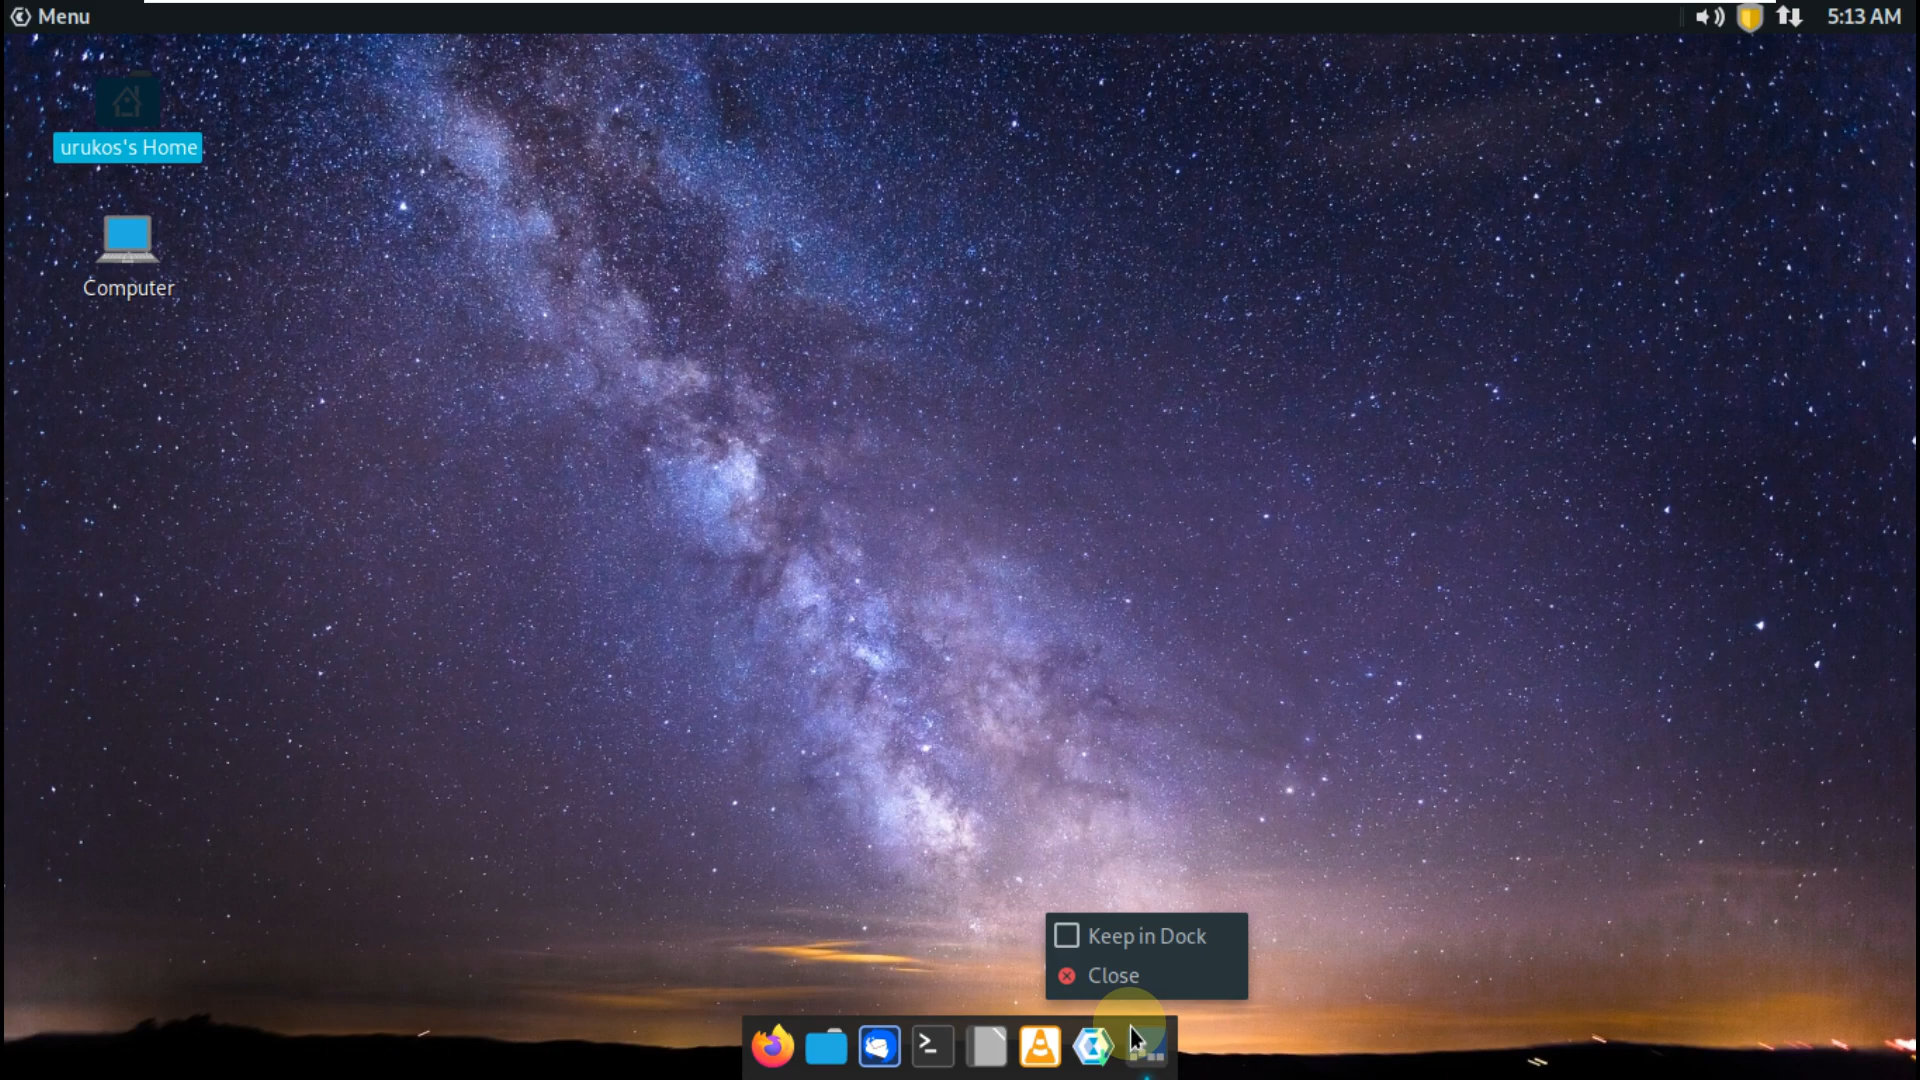 Menu
5:13 AM
urukos's Home
Computer
Keep in Dock
Close